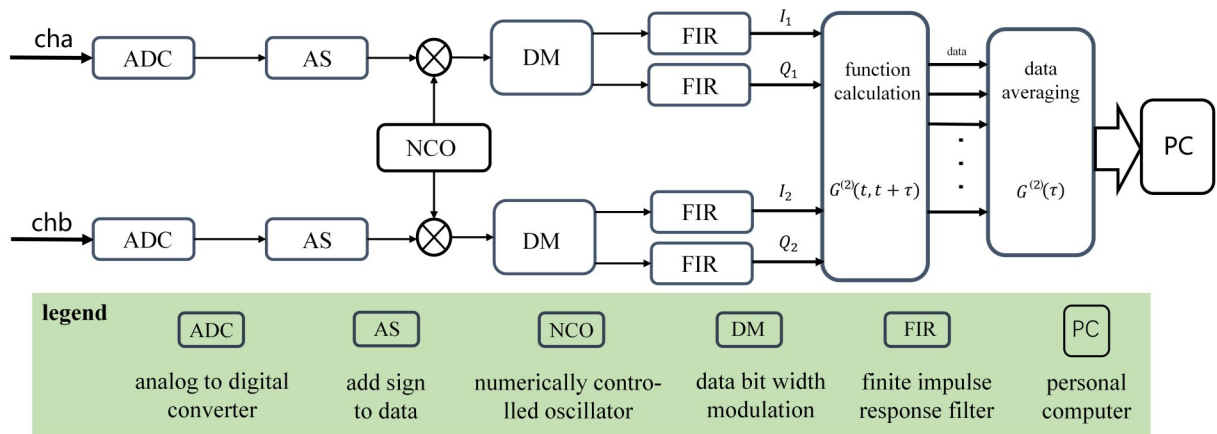 cha
ADC
AS
DM
FIR
I₁
FIR
Q₁
NCO
function
calculation
G⁽²⁾(t, t + τ)
data
data
averaging
G⁽²⁾(τ)
PC
chb
ADC
AS
DM
FIR
I₂
FIR
Q₂
legend
ADC
analog to digital
converter
AS
add sign
to data
NCO
numerically contro-
lled oscillator
DM
data bit width
modulation
FIR
finite impulse
response filter
PC
personal
computer